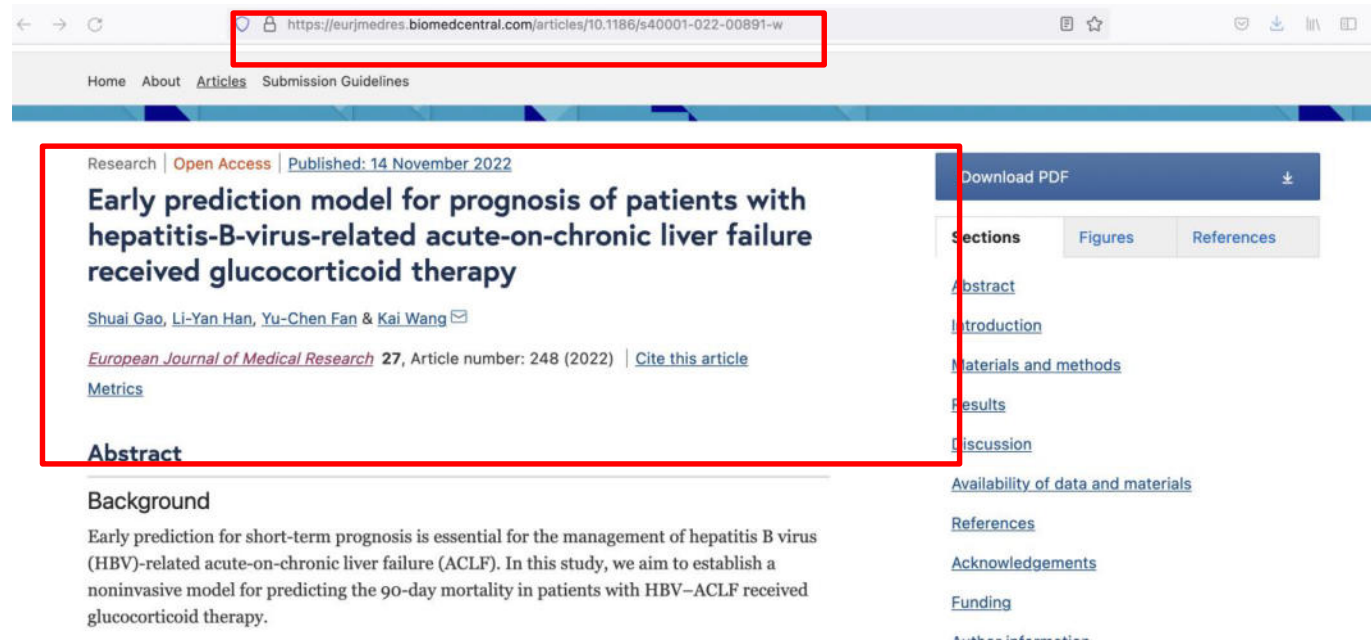 https://eurjmedres.biomedcentral.com/articles/10.1186/s40001-022-00891-w
Home About Articles Submission Guidelines
Research | Open Access | Published: 14 November 2022
Early prediction model for prognosis of patients with
hepatitis-B-virus-related acute-on-chronic liver failure
received glucocorticoid therapy
Shuai Gao, Li-Yan Han, Yu-Chen Fan & Kai Wang
European Journal of Medical Research 27, Article number: 248 (2022) | Cite this article
Metrics
Abstract
Background
Early prediction for short-term prognosis is essential for the management of hepatitis B virus
(HBV)-related acute-on-chronic liver failure (ACLF). In this study, we aim to establish a
noninvasive model for predicting the 90-day mortality in patients with HBV–ACLF received
glucocorticoid therapy.
Download PDF
Sections Figures References
Abstract
Introduction
Materials and methods
Results
Discussion
Availability of data and materials
References
Acknowledgements
Funding
Author information